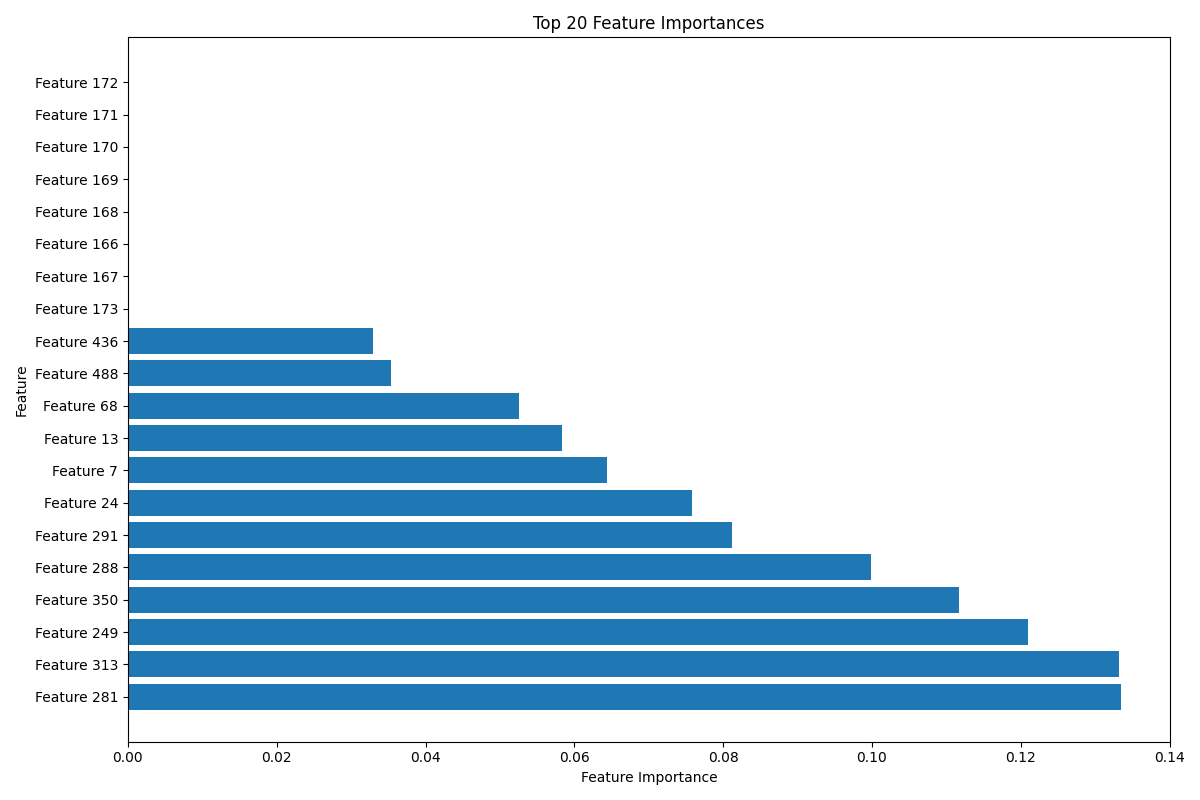 Top 20 Feature Importances
Feature
Feature 172
Feature 171
Feature 170
Feature 169
Feature 168
Feature 166
Feature 167
Feature 173
Feature 436
Feature 488
Feature 68
Feature 13
Feature 7
Feature 24
Feature 291
Feature 288
Feature 350
Feature 249
Feature 313
Feature 281
0.00 0.02 0.04 0.06 0.08 0.10 0.12 0.14
Feature Importance